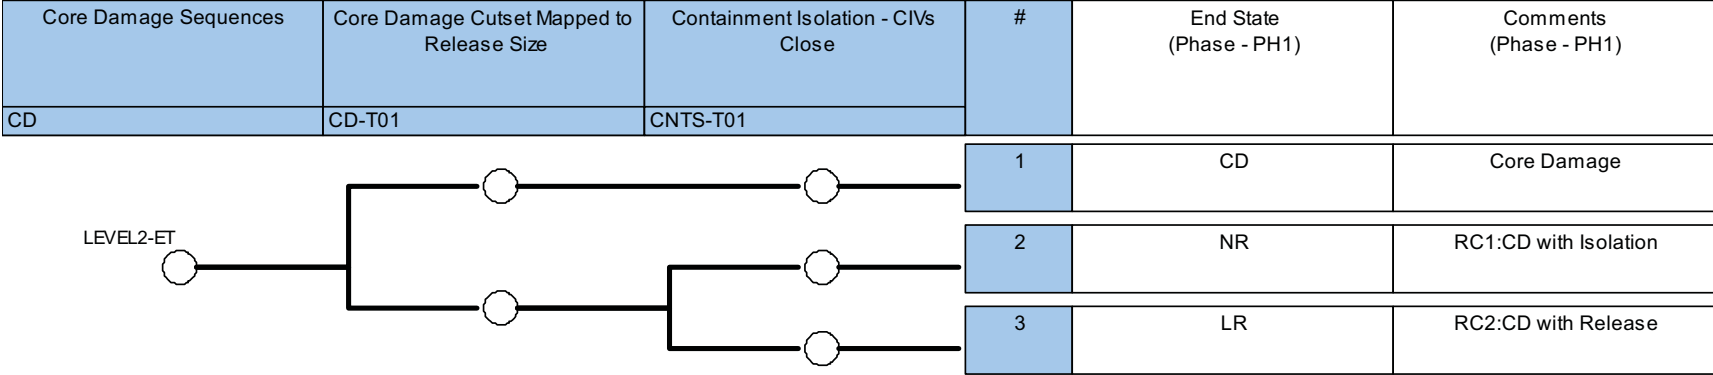 Core Damage Sequences
Core Damage Cutset Mapped to
Release Size
Containment Isolation - CIVs
Close
#
End State
(Phase - PH1)
Comments
(Phase - PH1)
CD
CD-T01
CNTS-T01
1
CD
Core Damage
LEVEL2-ET
2
NR
RC1:CD with Isolation
3
LR
RC2:CD with Release